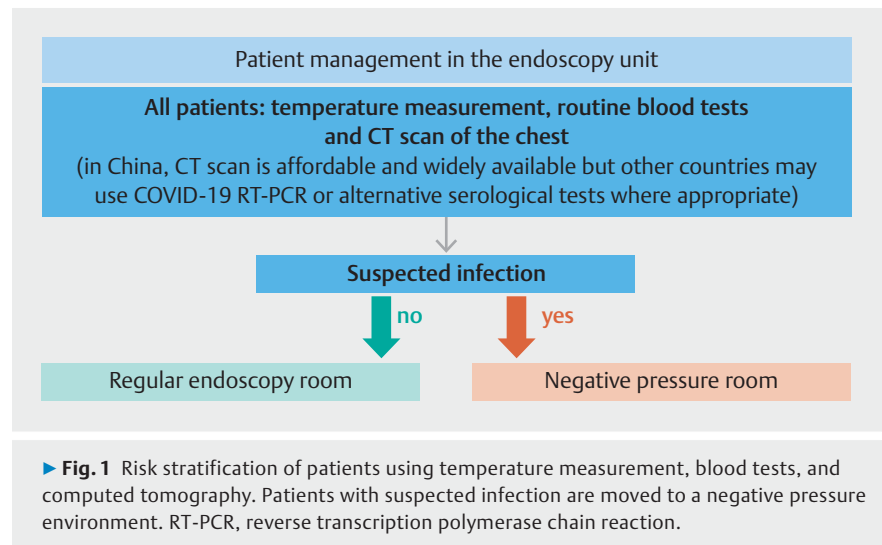 Patient management in the endoscopy unit
All patients: temperature measurement, routine blood tests
and CT scan of the chest
(in China, CT scan is affordable and widely available but other countries may
use COVID-19 RT-PCR or alternative serological tests where appropriate)
Suspected infection
no
yes
Regular endoscopy room
Negative pressure room
▶ Fig. 1 Risk stratification of patients using temperature measurement, blood tests, and
computed tomography. Patients with suspected infection are moved to a negative pressure
environment. RT-PCR, reverse transcription polymerase chain reaction.